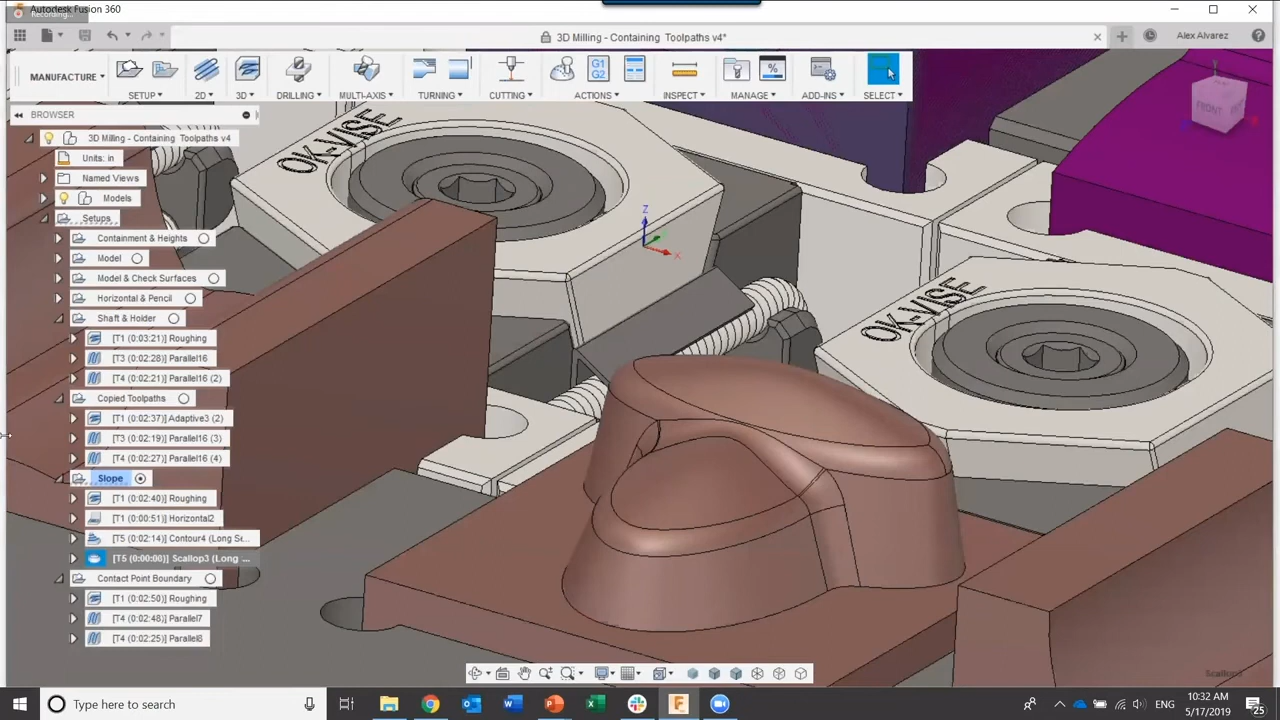 Autodesk Fusion 360
Recording...
3D Milling - Containing Toolpaths v4*
Alex Alvarez
MANUFACTURE
SETUP
2D
3D
DRILLING
MULTI-AXIS
TURNING
CUTTING
G1
G2
ACTIONS
INSPECT
%
MANAGE
ADD-INS
SELECT
BROWSER
3D Milling - Containing Toolpaths v4
Units: in
Named Views
Models
Setups
Containment & Heights
Model
Model & Check Surfaces
Horizontal & Pencil
Shaft & Holder
[T1 (0:03:21)] Roughing
[T3 (0:02:28)] Parallel16
[T4 (0:02:21)] Parallel16 (2)
Copied Toolpaths
[T1 (0:02:37)] Adaptive3 (2)
[T3 (0:02:19)] Parallel16 (3)
[T4 (0:02:27)] Parallel16 (4)
Slope
[T1 (0:02:40)] Roughing
[T1 (0:00:51)] Horizontal2
[T5 (0:02:14)] Contour4 (Long S...
[T5 (0:00:00)] Scallop3 (Long ...
Contact Point Boundary
[T1 (0:02:50)] Roughing
[T4 (0:02:48)] Parallel7
[T4 (0:02:25)] Parallel8
OK-VISE
OK-VISE
Z
X
FRONT
Scallop3
Type here to search
ENG
10:32 AM
5/17/2019
25